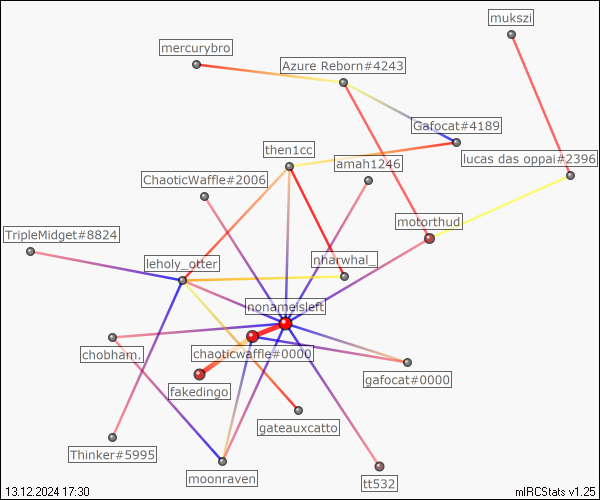 mukszi
mercurybro
Azure Reborn#4243
Gafocat#4189
then1cc
amah1246
lucas das oppai#2396
ChaoticWaffle#2006
motorthud
TripleMidget#8824
leholy_otter
nharwhal_
nonameisleft
chaoticwaffle#0000
chobham.
gafocat#0000
fakedingo
gateauxcatto
Thinker#5995
moonraven
tt532
13.12.2024 17:30
mIRCStats v1.25